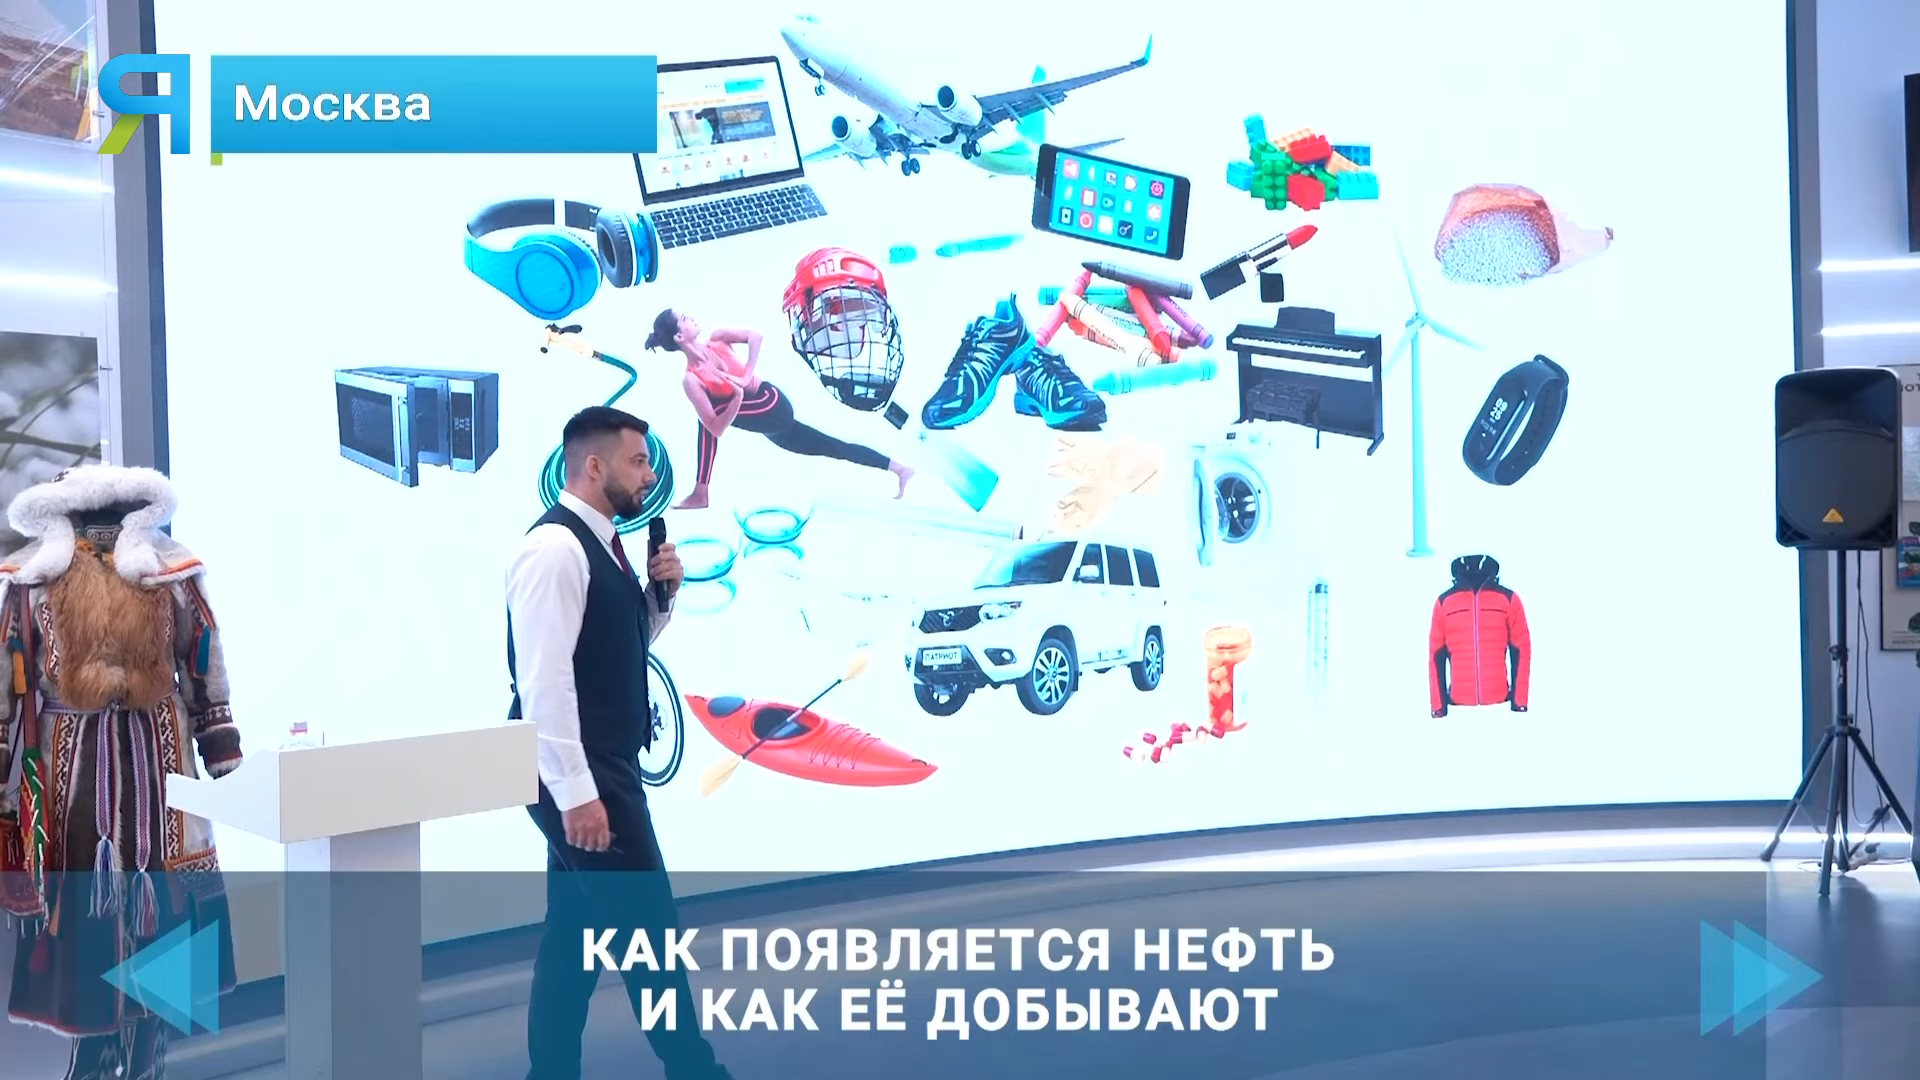 Я
Москва
ПАТРИОТ
КАК ПОЯВЛЯЕТСЯ НЕФТЬ
И КАК ЕЁ ДОБЫВАЮТ